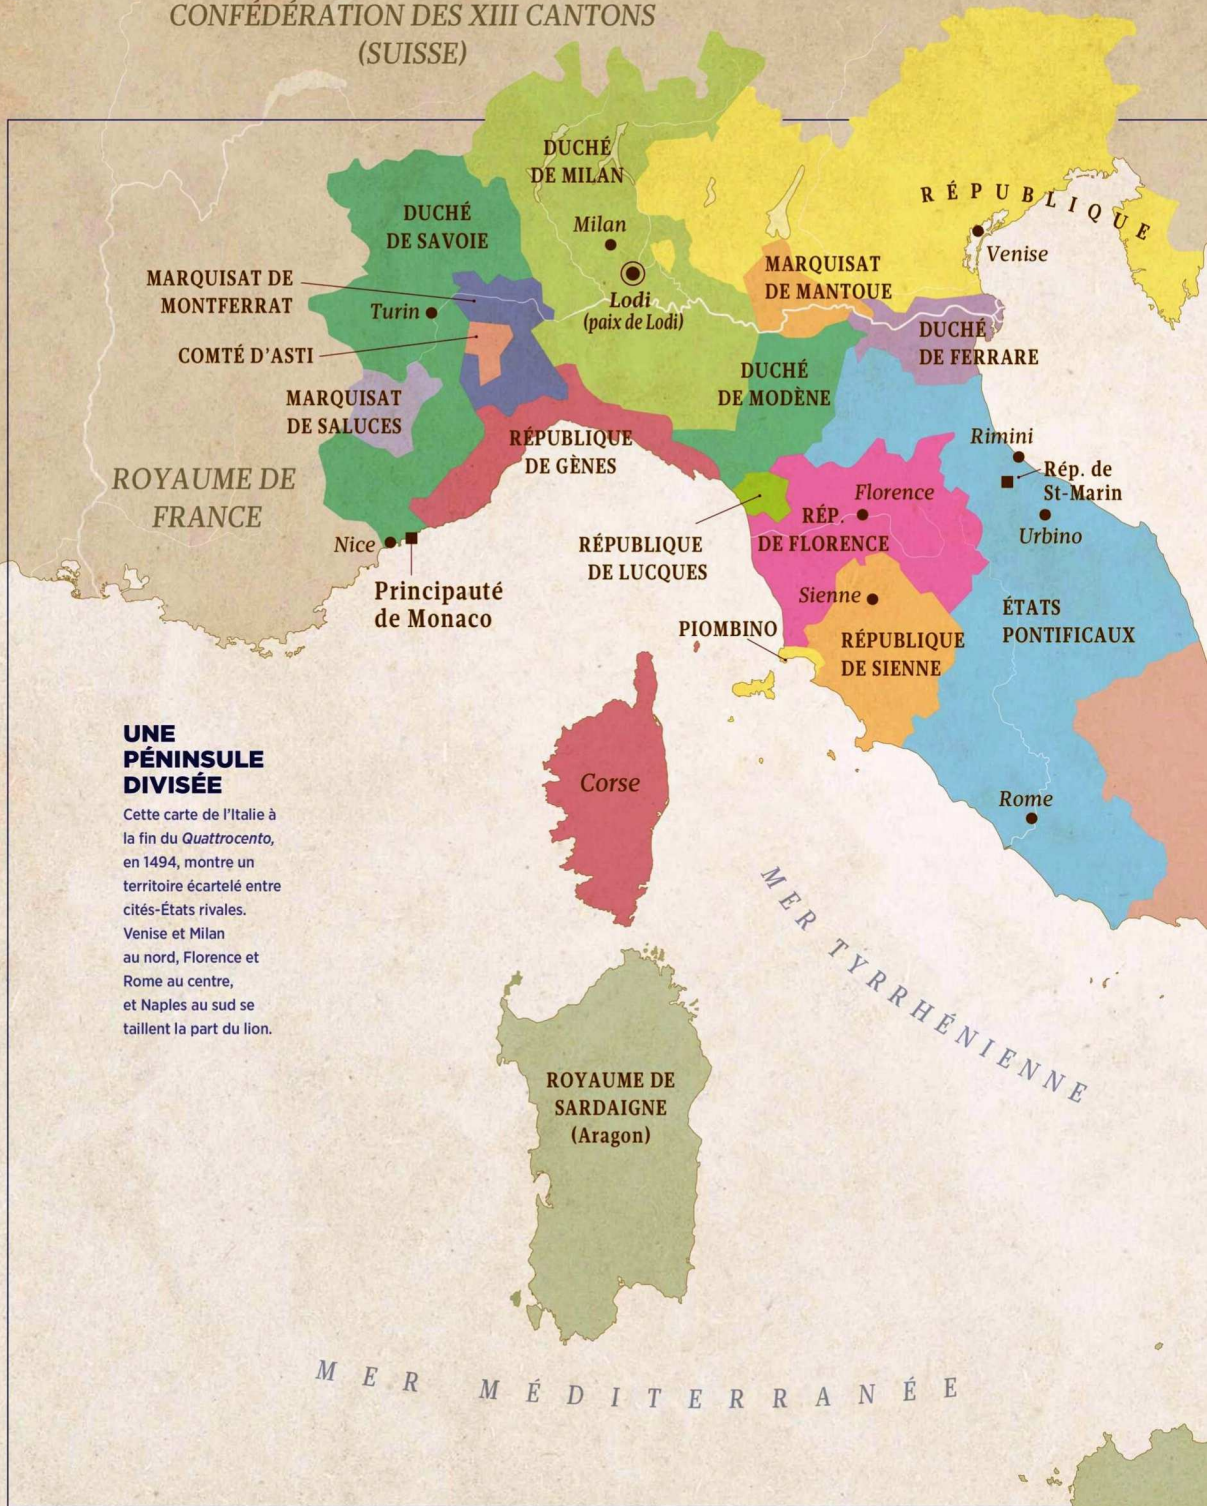 CONFÉDÉRATION DES XIII CANTONS
(SUISSE)
DUCHÉ
DE MILAN
Milan
Lodi
(paix de Lodi)
DUCHÉ
DE SAVOIE
MARQUISAT DE
MONTFERRAT
Turin
COMTÉ D'ASTI
MARQUISAT
DE SALUCES
RÉPUBLIQUE
Venise
MARQUISAT
DE MANTOUE
DUCHÉ
DE FERRARE
DUCHÉ
DE MODÈNE
RÉPUBLIQUE
DE GÈNES
ROYAUME DE
FRANCE
Nice
Principauté
de Monaco
Rimini
Rép. de
St-Marin
Urbino
Florence
RÉP.
DE FLORENCE
RÉPUBLIQUE
DE LUCQUES
Sienne
PIOMBINO
RÉPUBLIQUE
DE SIENNE
ÉTATS
PONTIFICAUX
Rome
Corse
UNE
PÉNINSULE
DIVISÉE
Cette carte de l'Italie à
la fin du Quattrocento,
en 1494, montre un
territoire écartelé entre
cités-États rivales.
Venise et Milan
au nord, Florence et
Rome au centre,
et Naples au sud se
taillent la part du lion.
MER TYRRHÉNIENNE
ROYAUME DE
SARDAIGNE
(Aragon)
MER MÉDITERRANÉE